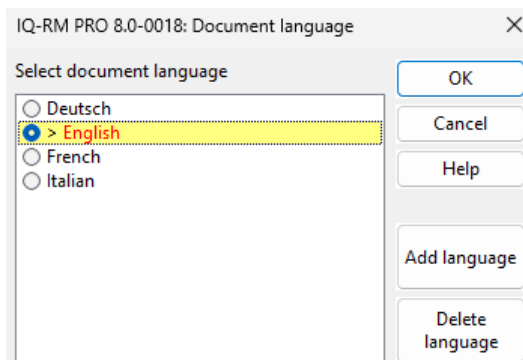 IQ-RM PRO 8.0-0018: Document language
Select document language
Deutsch
> English
French
Italian
OK
Cancel
Help
Add language
Delete
language